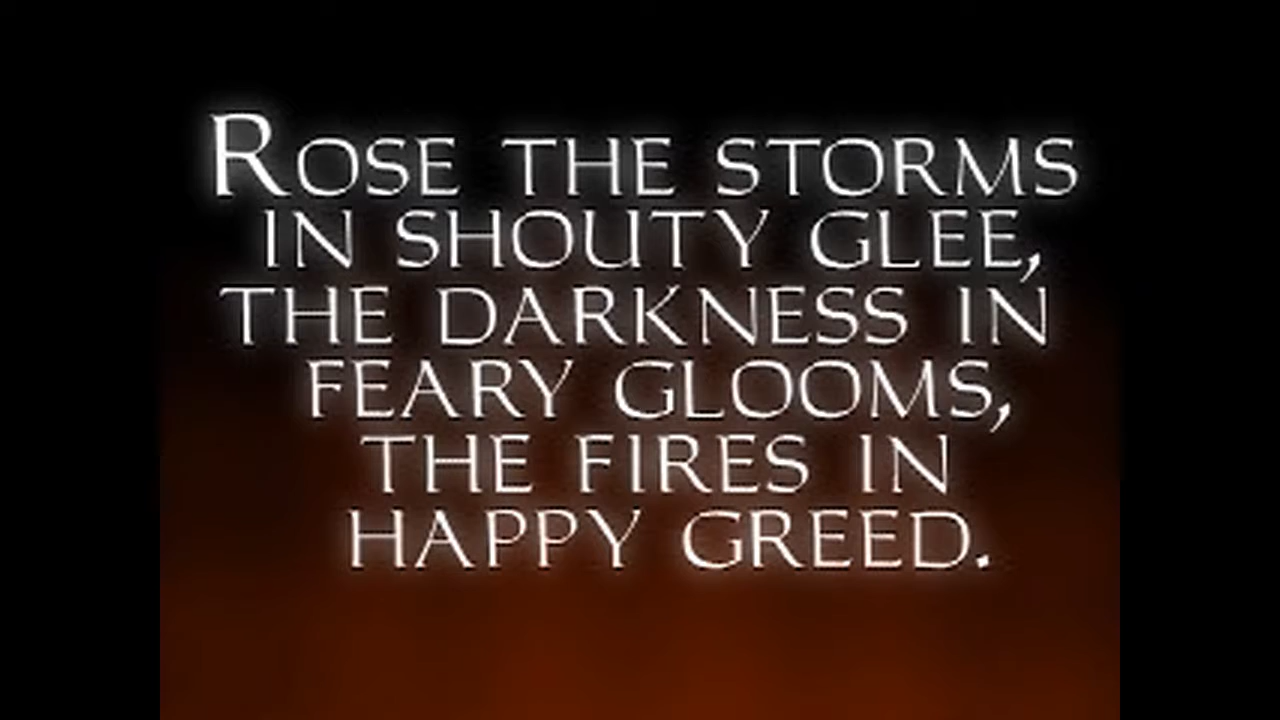 Rose the storms
in shouty glee,
the darkness in
feary glooms,
the fires in
happy greed.